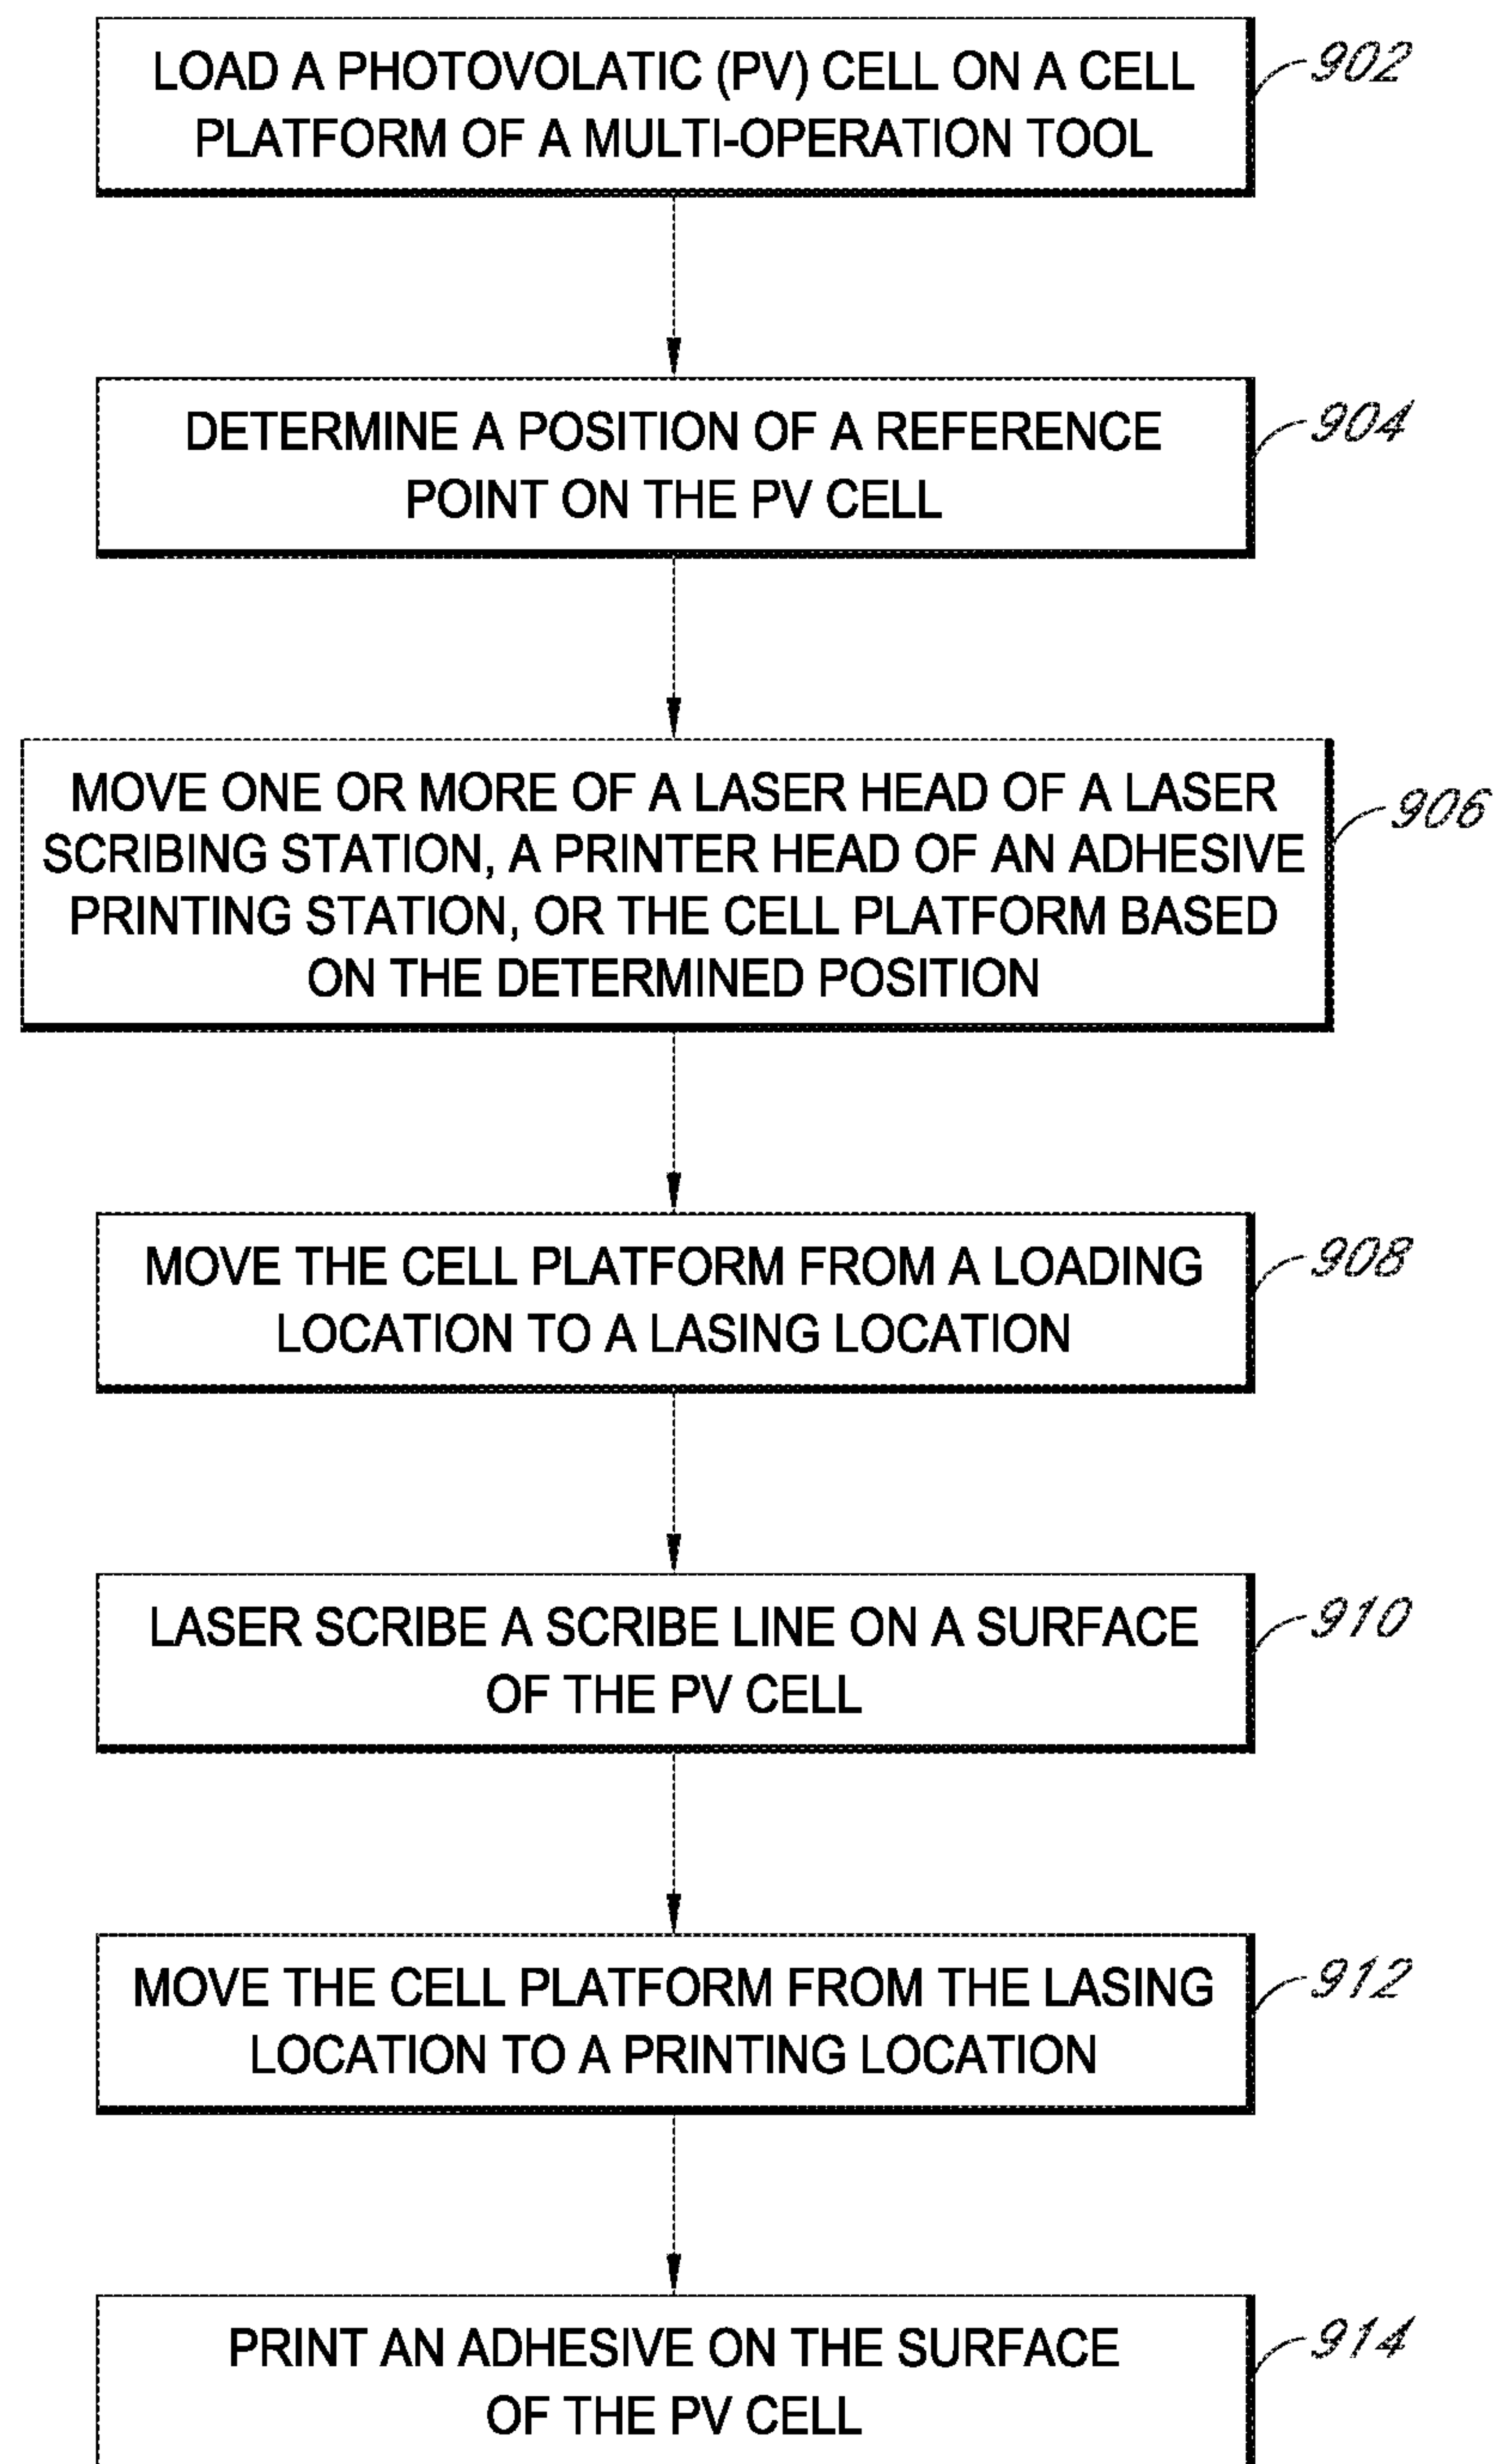 LOAD A PHOTOVOLATIC (PV) CELL ON A CELL
PLATFORM OF A MULTI-OPERATION TOOL
902
DETERMINE A POSITION OF A REFERENCE
POINT ON THE PV CELL
904
MOVE ONE OR MORE OF A LASER HEAD OF A LASER
SCRIBING STATION, A PRINTER HEAD OF AN ADHESIVE
PRINTING STATION, OR THE CELL PLATFORM BASED
ON THE DETERMINED POSITION
906
MOVE THE CELL PLATFORM FROM A LOADING
LOCATION TO A LASING LOCATION
908
LASER SCRIBE A SCRIBE LINE ON A SURFACE
OF THE PV CELL
910
MOVE THE CELL PLATFORM FROM THE LASING
LOCATION TO A PRINTING LOCATION
912
PRINT AN ADHESIVE ON THE SURFACE
OF THE PV CELL
914